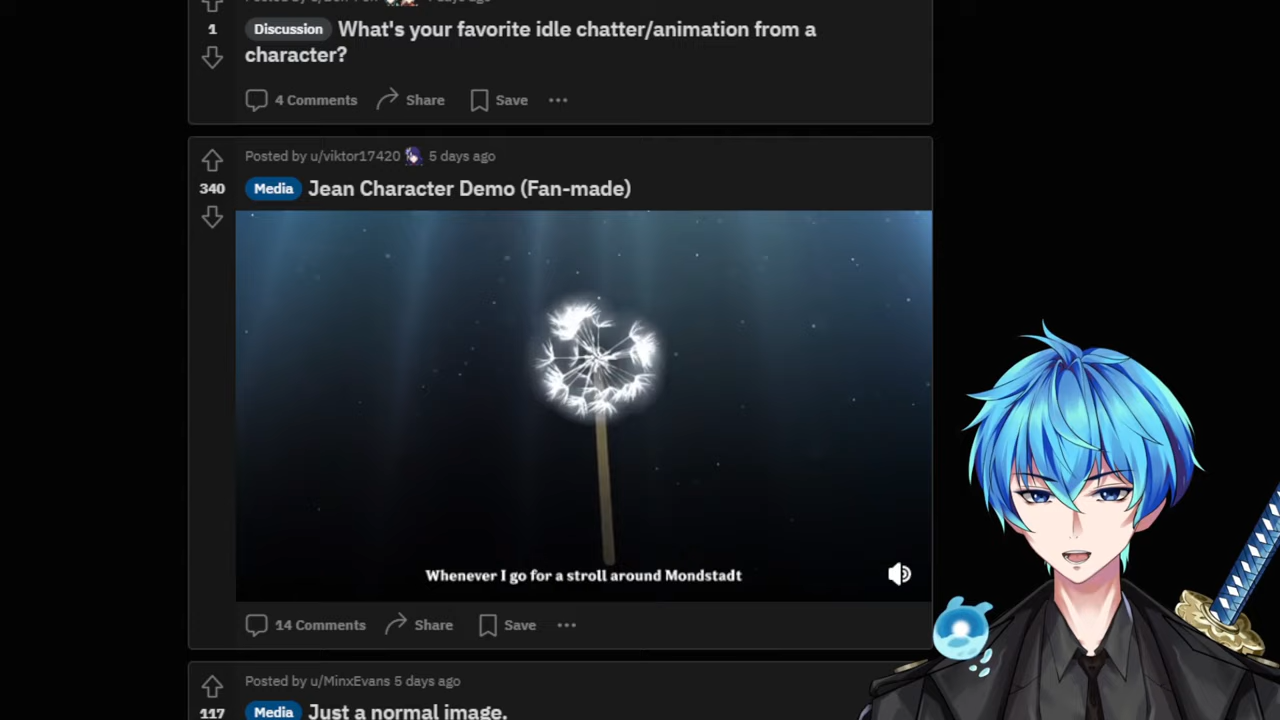 1
Discussion What's your favorite idle chatter/animation from a
character?
4 Comments Share Save
Posted by u/viktor17420 5 days ago
340
Media Jean Character Demo (Fan-made)
Whenever I go for a stroll around Mondstadt
14 Comments Share Save
Posted by u/MinxEvans 5 days ago
117
Media Just a normal image.